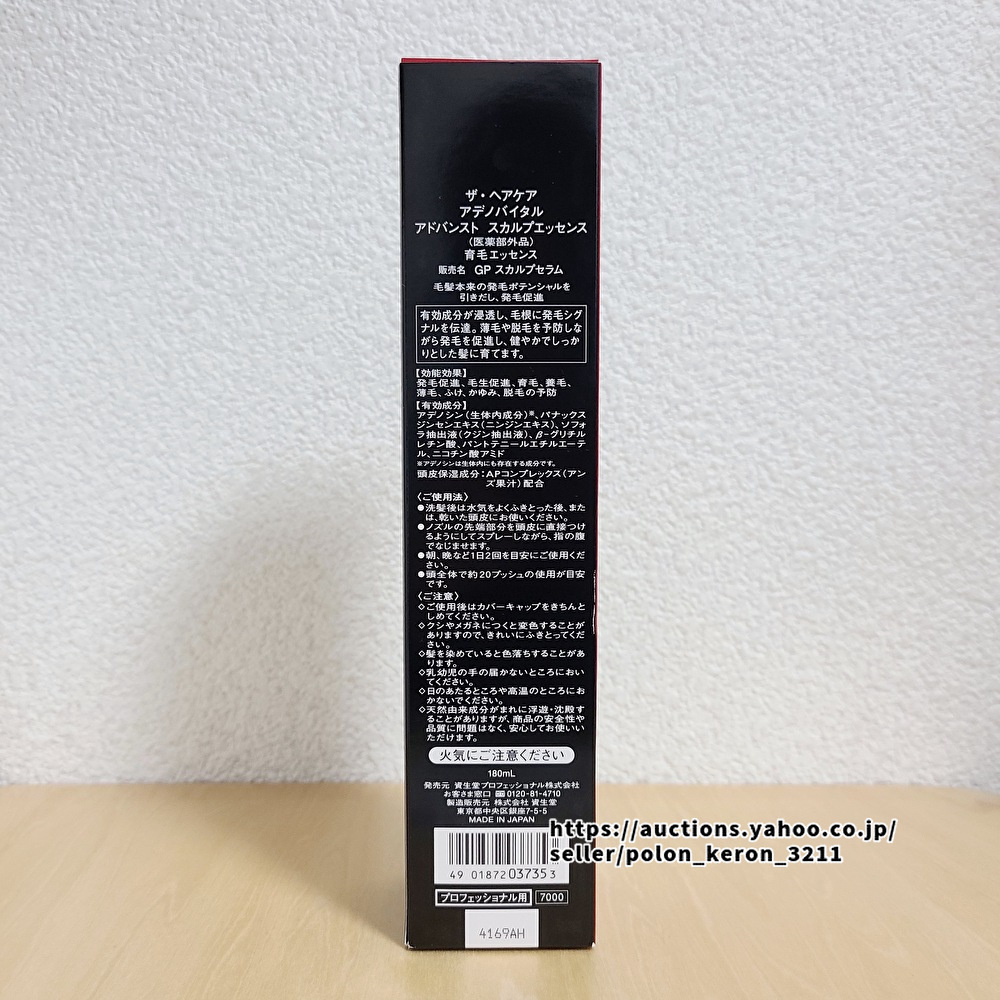 ザ・ヘアケア
アデノバイタル
アドバンスト スカルプエッセンス
(医薬部外品)
育毛エッセンス
販売名 GP スカルプセラム
毛髪本来の発毛ポテンシャルを
引きだし、発毛促進
有効成分が浸透し、毛根に発毛シグ
ナルを伝達。薄毛や脱毛を予防しな
がら発毛を促進し、健やかでしっか
りとした髪に育てます。
【効能効果】
発毛促進、毛生促進、育毛、養毛、
薄毛、ふけ、かゆみ、脱毛の予防
【有効成分】
アデノシン(生体内成分)※、パナックス
ジンセンエキス(ニンジンエキス)、ソフォ
ラ抽出液(クジン抽出液)、β-グリチル
レチン酸、パントテニールエチルエーテ
ル、ニコチン酸アミド
※アデノシンは生体内にも存在する成分です。
頭皮保湿成分:APコンプレックス(アン
ズ果汁)配合
〈ご使用法〉
●洗髪後は水気をよくふきとった後、また
は、乾いた頭皮にお使いください。
●ノズルの先端部分を頭皮に直接つけ
るようにしてスプレーしながら、指の腹
でなじませます。
●朝、晩など1日2回を目安にご使用くだ
さい。
●頭全体で約20プッシュの使用が目安
です。
〈ご注意〉
◇ご使用後はカバーキャップをきちんと
しめてください。
◇クシやメガネにつくと変色することが
ありますので、きれいにふきとってくだ
さい。
◇髪を染めていると色落ちすることがあ
ります。
◇乳幼児の手の届かないところにおい
てください。
◇日のあたるところや高温のところにお
かないでください。
◇天然由来成分がまれに浮遊・沈殿す
ることがありますが、商品の安全性や
品質に問題はなく、安心してお使いい
ただけます。
火気にご注意ください
180mL
発売元 資生堂プロフェッショナル株式会社
お客さま窓口 0120-81-4710
製造販売元 株式会社 資生堂
東京都中央区銀座7-5-5
MADE IN JAPAN
https://auctions.yahoo.co.jp/
seller/polon_keron_3211
4901872037353
プロフェッショナル用 7000
4169AH